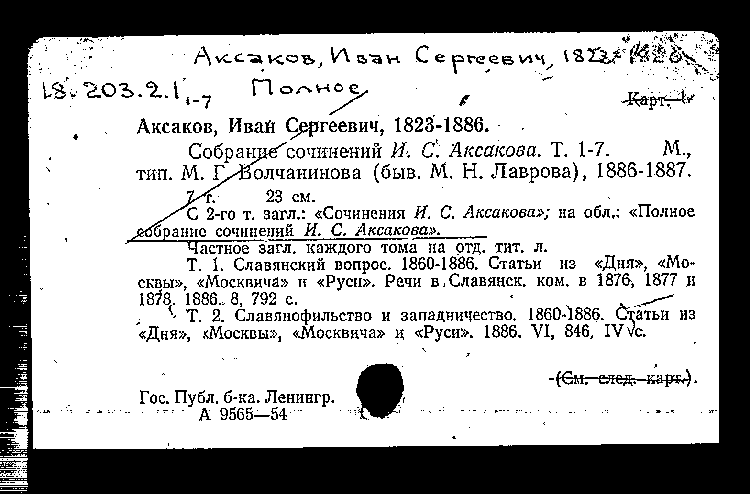 Аксаков, Иван Сергеевич, 1823-1886
18.203.2.1 1-7 Полное
Карт. 1.
Аксаков, Иван Сергеевич, 1823-1886.
Собрание сочинений И. С. Аксакова. Т. 1-7. М.,
тип. М. Г. Волчанинова (быв. М. Н. Лаврова), 1886-1887.
7 т. 23 см.
С 2-го т. загл.: «Сочинения И. С. Аксакова»; на обл.: «Полное
собрание сочинений И. С. Аксакова».
Частное загл. каждого тома на отд. тит. л.
Т. 1. Славянский вопрос. 1860-1886. Статьи из «Дня», «Мо-
сквы», «Москвича» и «Руси». Речи в Славянск. ком. в 1876, 1877 и
1878. 1886. 8, 792 с.
Т. 2. Славянофильство и западничество. 1860-1886. Статьи из
«Дня», «Москвы», «Москвича» и «Руси». 1886. VI, 846, IV с.
(См. след. карт.).
Гос. Публ. б-ка. Ленингр.
А 9565—54